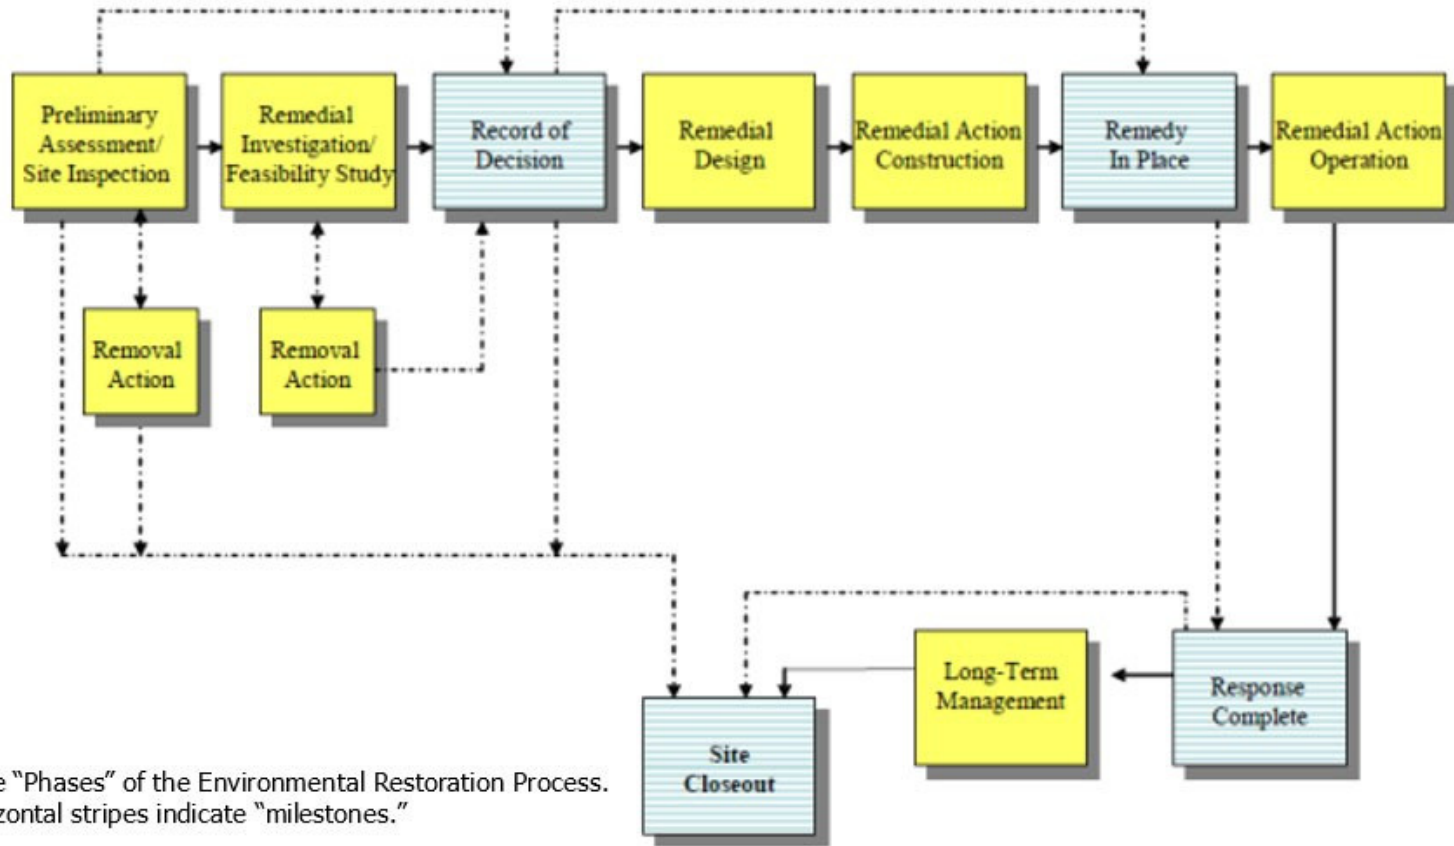 Preliminary
Assessment/
Site Inspection
Remedial
Investigation/
Feasibility Study
Record of
Decision
Remedial
Design
Remedial Action
Construction
Remedy
In Place
Remedial Action
Operation
Removal
Action
Removal
Action
Long-Term
Management
Response
Complete
Site
Closeout
e “Phases” of the Environmental Restoration Process.
zontal stripes indicate “milestones.”